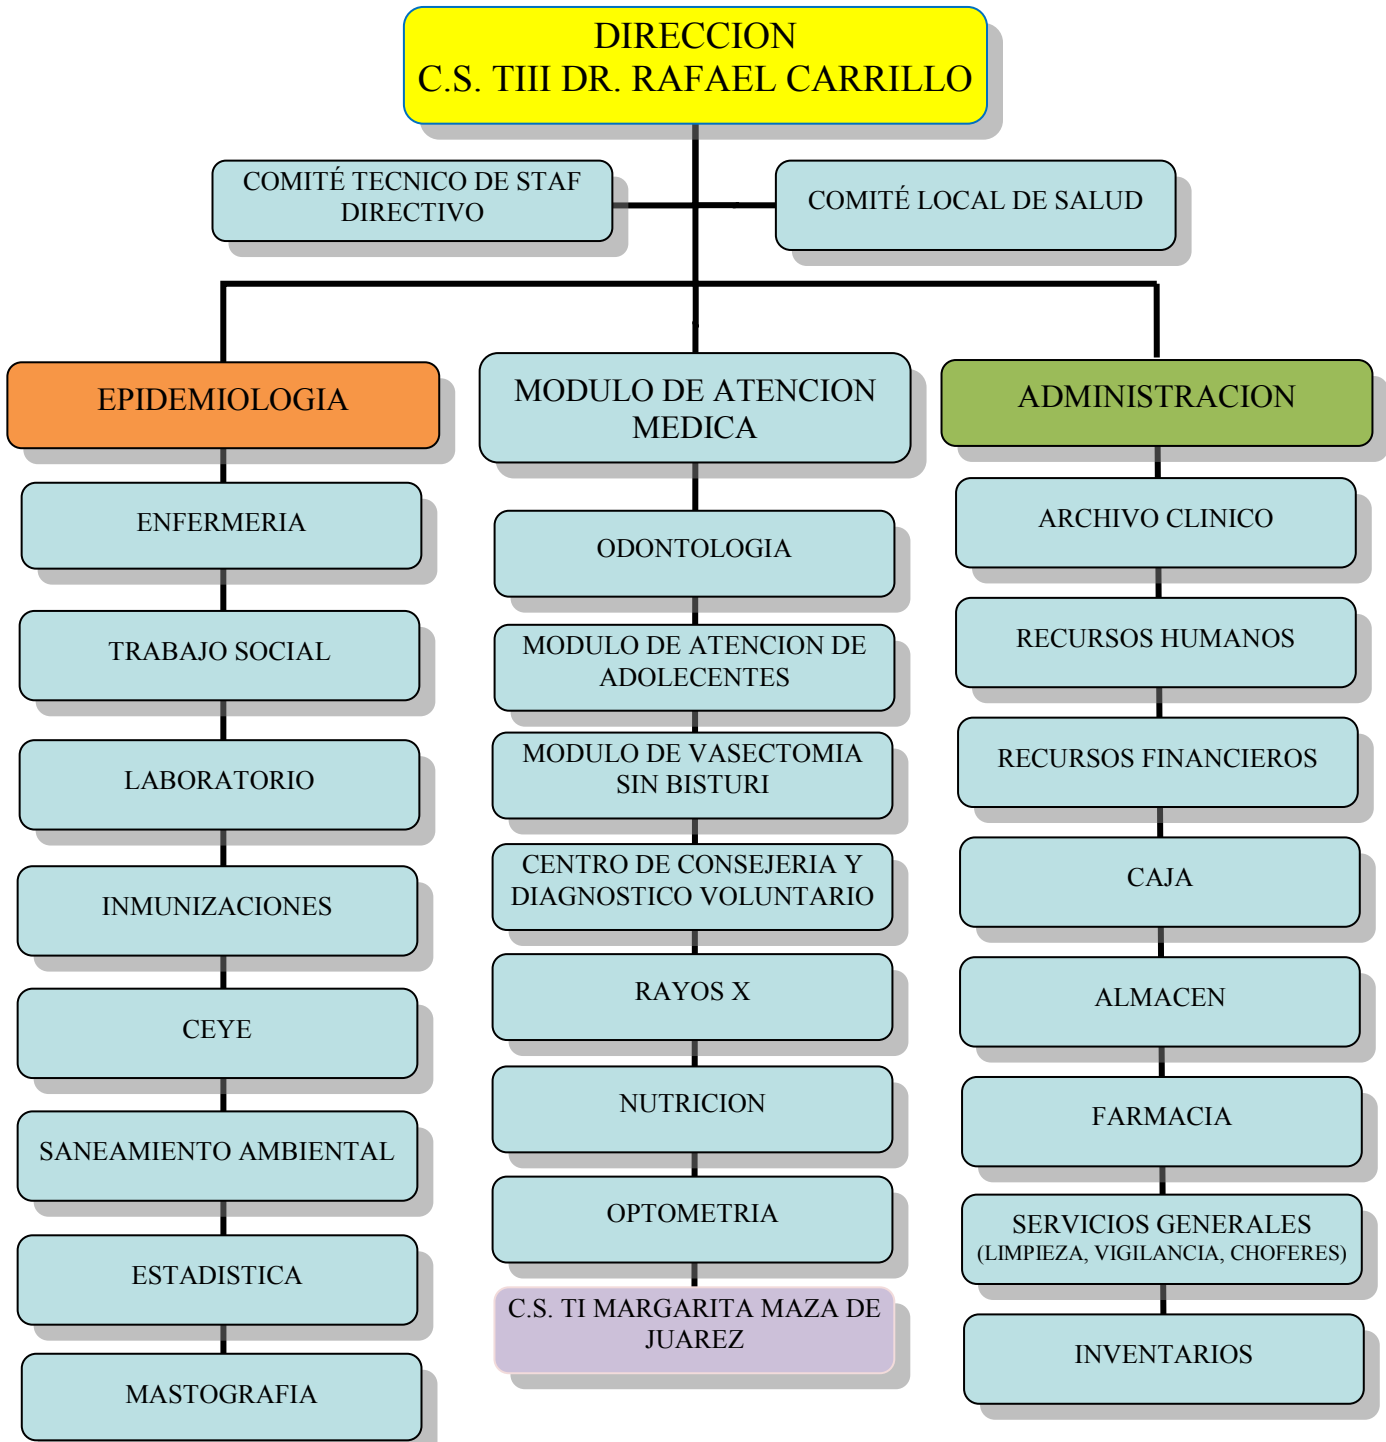 DIRECCION
C.S. TIII DR. RAFAEL CARRILLO
COMITÉ TECNICO DE STAF
DIRECTIVO
COMITÉ LOCAL DE SALUD
EPIDEMIOLOGIA
ENFERMERIA
TRABAJO SOCIAL
LABORATORIO
INMUNIZACIONES
CEYE
SANEAMIENTO AMBIENTAL
ESTADISTICA
MASTOGRAFIA
MODULO DE ATENCION
MEDICA
ODONTOLOGIA
MODULO DE ATENCION DE
ADOLECENTES
MODULO DE VASECTOMIA
SIN BISTURI
CENTRO DE CONSEJERIA Y
DIAGNOSTICO VOLUNTARIO
RAYOS X
NUTRICION
OPTOMETRIA
C.S. TI MARGARITA MAZA DE
JUAREZ
ADMINISTRACION
ARCHIVO CLINICO
RECURSOS HUMANOS
RECURSOS FINANCIEROS
CAJA
ALMACEN
FARMACIA
SERVICIOS GENERALES
(LIMPIEZA, VIGILANCIA, CHOFERES)
INVENTARIOS